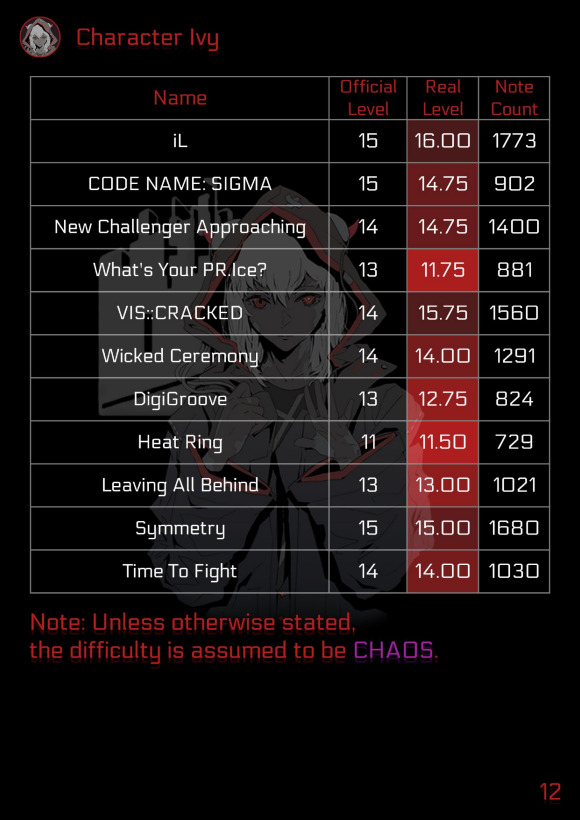 Character Ivy
Name Official Level Real Level Note Count
iL 15 16.00 1773
CODE NAME: SIGMA 15 14.75 902
New Challenger Approaching 14 14.75 1400
What's Your PR.Ice? 13 11.75 881
VIS::CRACKED 14 15.75 1560
Wicked Ceremony 14 14.00 1291
DigiGroove 13 12.75 824
Heat Ring 11 11.50 729
Leaving All Behind 13 13.00 1021
Symmetry 15 15.00 1680
Time To Fight 14 14.00 1030
Note: Unless otherwise stated,
the difficulty is assumed to be CHAOS.
12